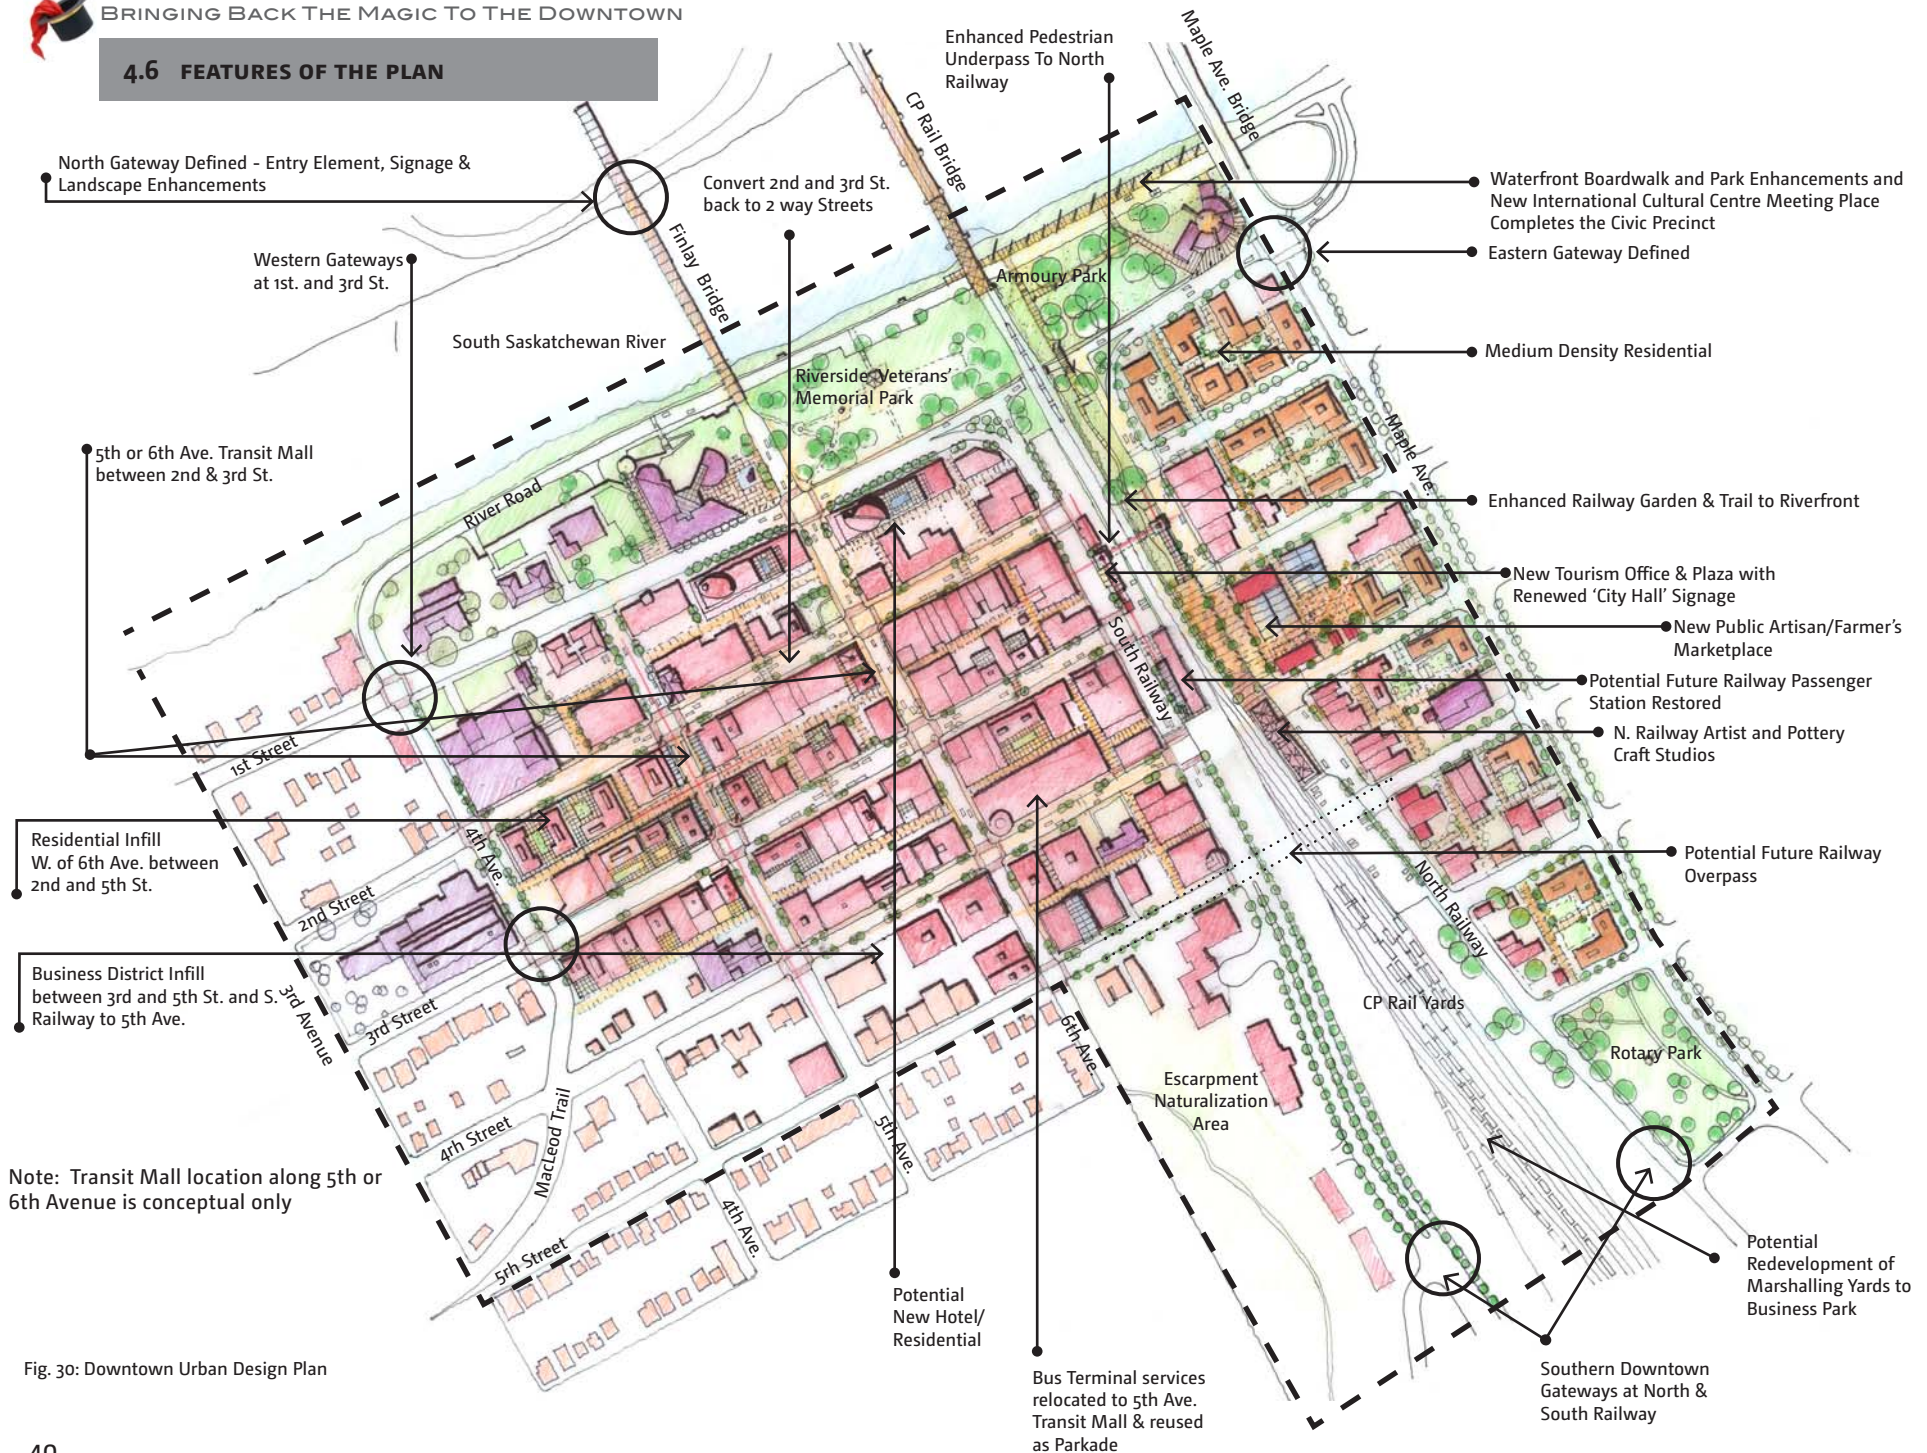 Bringing Back The Magic To The Downtown
4.6 FEATURES OF THE PLAN
Enhanced Pedestrian
Underpass To North
Railway
Maple Ave. Bridge
CP Rail Bridge
North Gateway Defined - Entry Element, Signage &
Landscape Enhancements
Convert 2nd and 3rd St.
back to 2 way Streets
Waterfront Boardwalk and Park Enhancements and
New International Cultural Centre Meeting Place
Completes the Civic Precinct
Western Gateways
at 1st. and 3rd St.
Finlay Bridge
Armoury Park
Eastern Gateway Defined
South Saskatchewan River
Medium Density Residential
Riverside Veterans'
Memorial Park
5th or 6th Ave. Transit Mall
between 2nd & 3rd St.
River Road
Maple Ave.
Enhanced Railway Garden & Trail to Riverfront
New Tourism Office & Plaza with
Renewed 'City Hall' Signage
South Railway
New Public Artisan/Farmer's
Marketplace
Potential Future Railway Passenger
Station Restored
N. Railway Artist and Pottery
Craft Studios
1st Street
Residential Infill
W. of 6th Ave. between
2nd and 5th St.
4th Ave.
2nd Street
Potential Future Railway
Overpass
North Railway
Business District Infill
between 3rd and 5th St. and S.
Railway to 5th Ave.
3rd Avenue
3rd Street
CP Rail Yards
6th Ave.
Rotary Park
Escarpment
Naturalization
Area
4rh Street
MacLeod Trail
5th Ave.
Note: Transit Mall location along 5th or
6th Avenue is conceptual only
4th Ave.
5rh Street
Potential
Redevelopment of
Marshalling Yards to
Business Park
Potential
New Hotel/
Residential
Fig. 30: Downtown Urban Design Plan
Bus Terminal services
relocated to 5th Ave.
Transit Mall & reused
as Parkade
Southern Downtown
Gateways at North &
South Railway
40